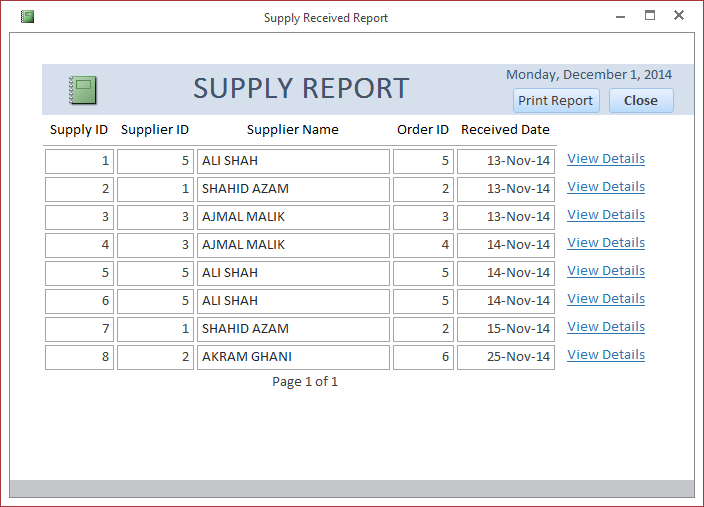 Supply Received Report
Monday, December 1, 2014
SUPPLY REPORT
Print Report Close
Supply ID Supplier ID Supplier Name Order ID Received Date
1 5 ALI SHAH 5 13-Nov-14 View Details
2 1 SHAHID AZAM 2 13-Nov-14 View Details
3 3 AJMAL MALIK 3 13-Nov-14 View Details
4 3 AJMAL MALIK 4 14-Nov-14 View Details
5 5 ALI SHAH 5 14-Nov-14 View Details
6 5 ALI SHAH 5 14-Nov-14 View Details
7 1 SHAHID AZAM 2 15-Nov-14 View Details
8 2 AKRAM GHANI 6 25-Nov-14 View Details
Page 1 of 1